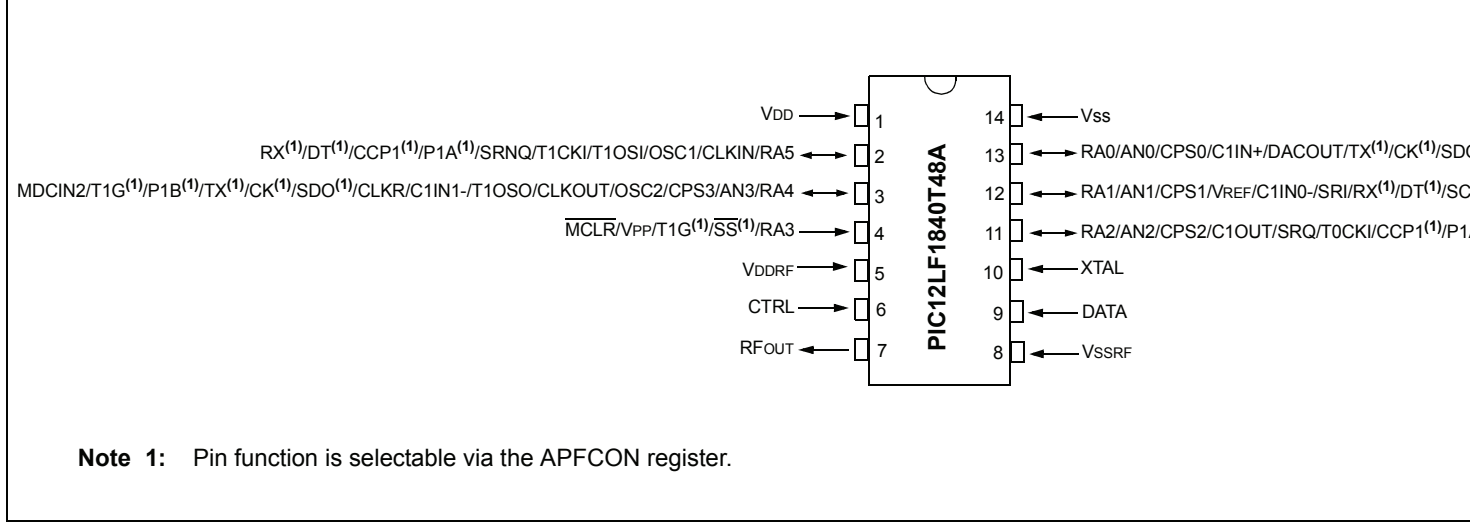 VDD
1
RX(1)/DT(1)/CCP1(1)/P1A(1)/SRNQ/T1CKI/T1OSI/OSC1/CLKIN/RA5
2
MDCIN2/T1G(1)/P1B(1)/TX(1)/CK(1)/SDO(1)/CLKR/C1IN1-/T1OSO/CLKOUT/OSC2/CPS3/AN3/RA4
3
MCLR/VPP/T1G(1)/SS(1)/RA3
4
VDDRF
5
CTRL
6
RFOUT
7
PIC12LF1840T48A
14
Vss
13
RA0/AN0/CPS0/C1IN+/DACOUT/TX(1)/CK(1)/SDO
12
RA1/AN1/CPS1/VREF/C1IN0-/SRI/RX(1)/DT(1)/SC
11
RA2/AN2/CPS2/C1OUT/SRQ/T0CKI/CCP1(1)/P1
10
XTAL
9
DATA
8
VSSRF
Note 1: Pin function is selectable via the APFCON register.